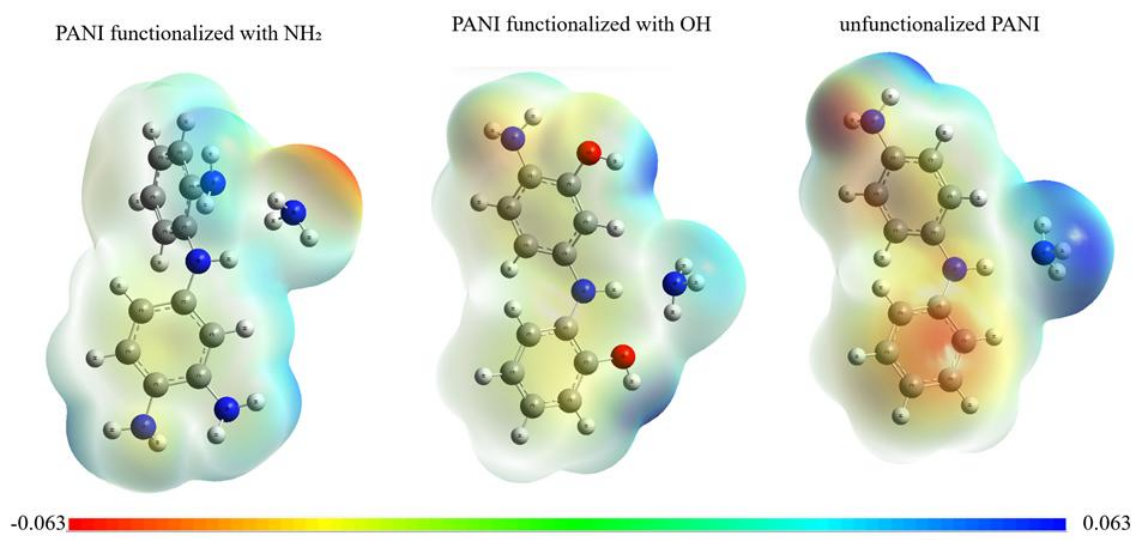 PANI functionalized with NH₂
PANI functionalized with OH
unfunctionalized PANI
-0.063
0.063